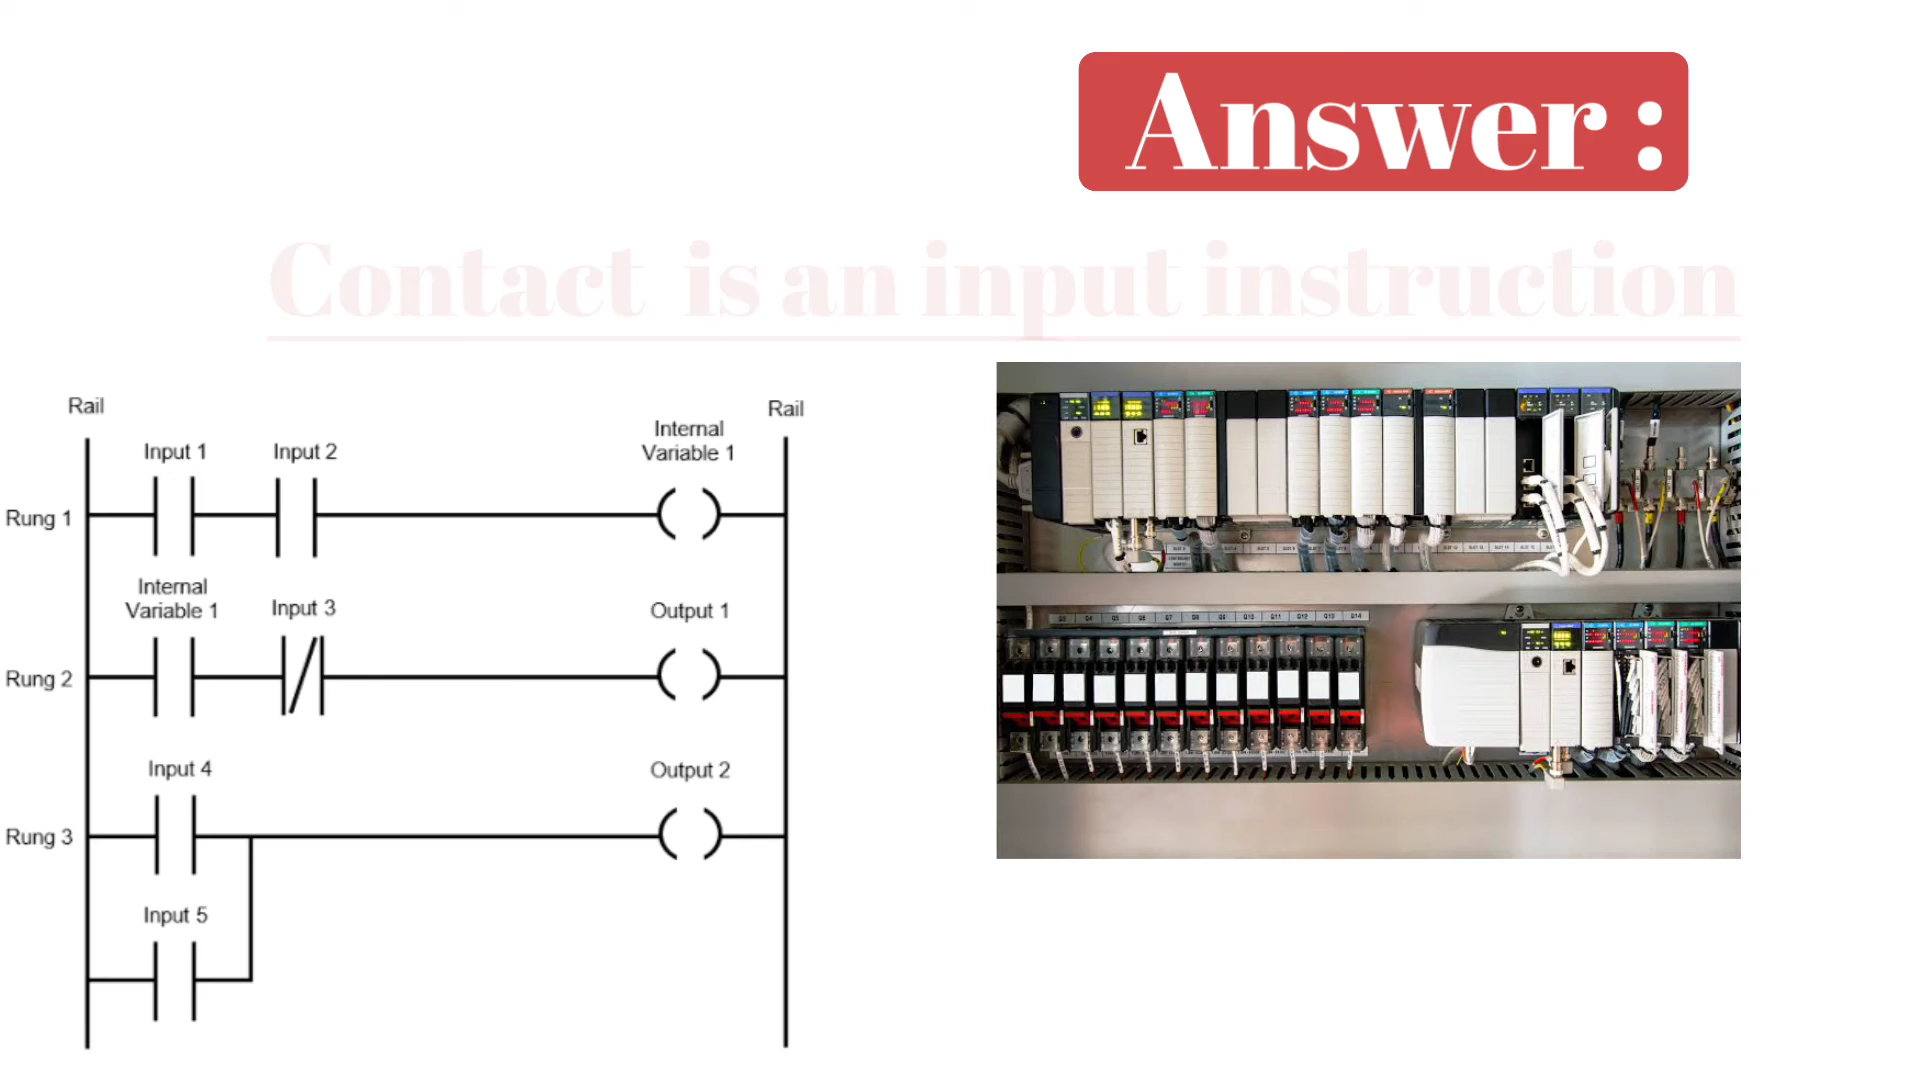 Answer :
Contact is an input instruction
Rail
Rail
Input 1
Input 2
Internal
Variable 1
Rung 1
Internal
Variable 1
Input 3
Output 1
Rung 2
Input 4
Output 2
Rung 3
Input 5